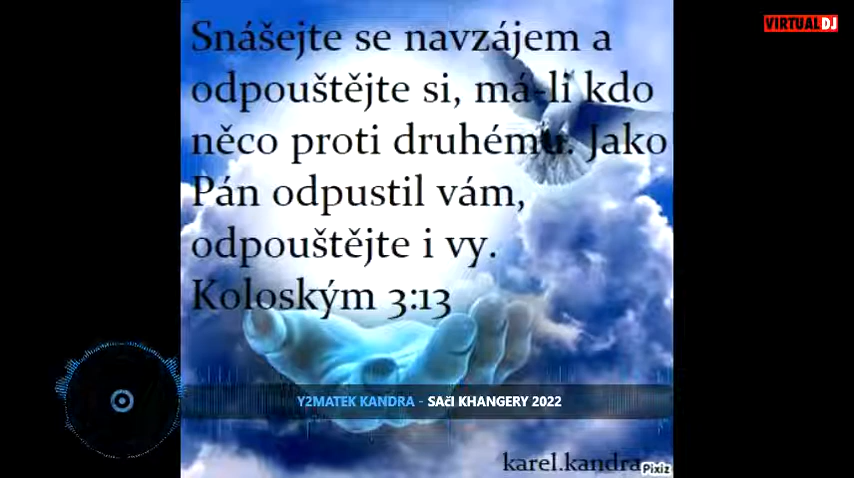 VIRTUALDJ
Snášejte se navzájem a
odpouštějte si, má-li kdo
něco proti druhému. Jako
Pán odpustil vám,
odpouštějte i vy.
Koloským 3:13
Y2MATEK KANDRA - SAčI KHANGERY 2022
karel.kandra
Pixiz